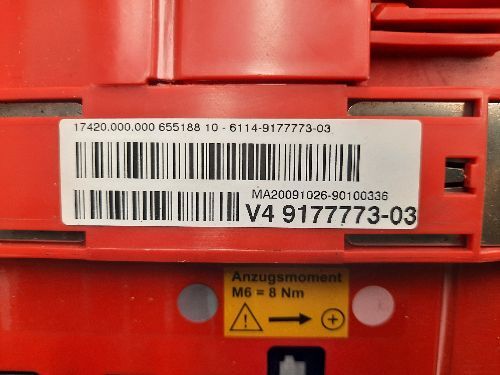 17420.000.000 655188 10 - 6114-9177773-03
MA20091026-90100336
V4 9177773-03
Anzugsmoment
M6 = 8 Nm